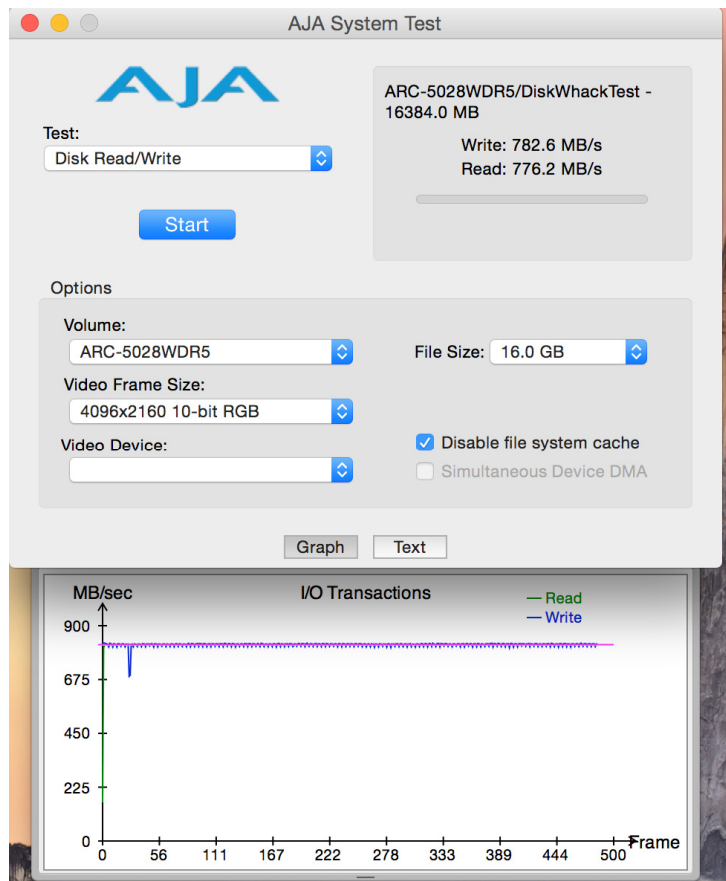 AJA System Test
AJA
ARC-5028WDR5/DiskWhackTest -
16384.0 MB
Test:
Write: 782.6 MB/s
Disk Read/Write
Read: 776.2 MB/s
Start
Options
Volume:
ARC-5028WDR5
File Size: 16.0 GB
Video Frame Size:
4096x2160 10-bit RGB
Video Device:
Disable file system cache
Simultaneous Device DMA
Graph
Text
MB/sec
I/O Transactions
Read
Write
900
675
450
225
0
Frame
0 56 111 167 222 278 333 389 444 500